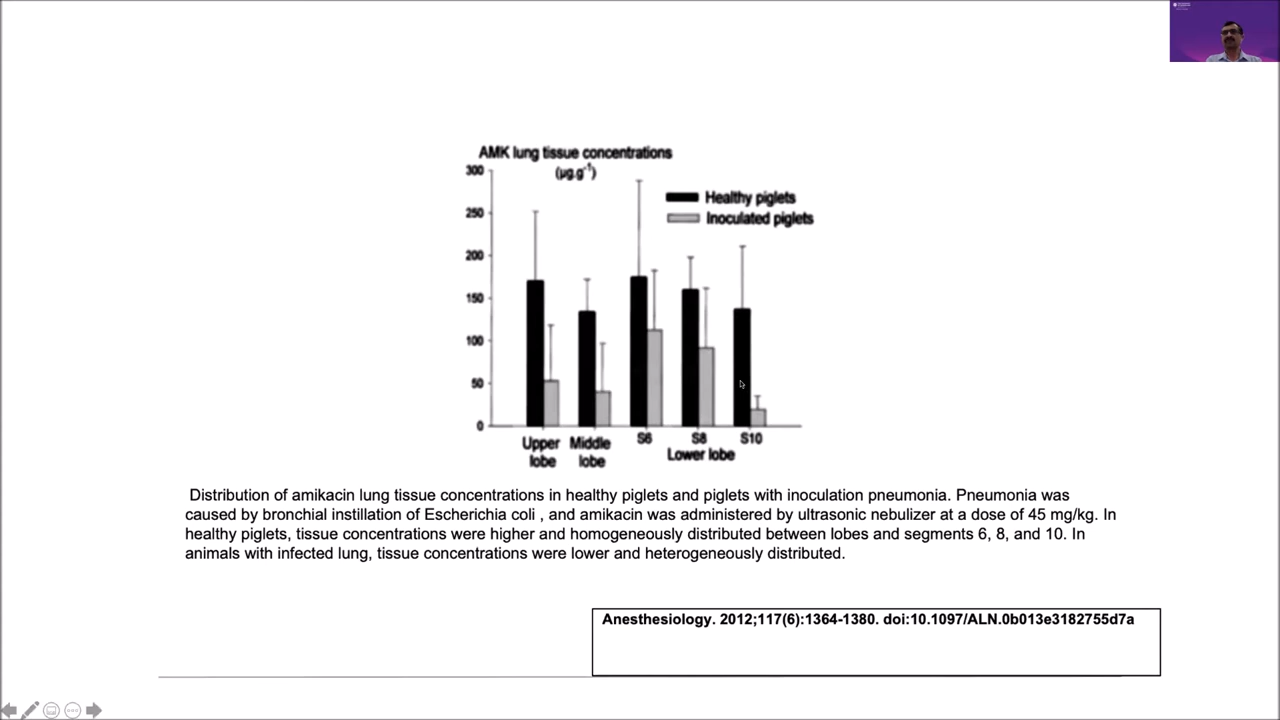 AMK lung tissue concentrations
(µg.g⁻¹)
300
250
200
150
100
50
0
Healthy piglets
Inoculated piglets
Upper lobe
Middle lobe
S6
S8
S10
Lower lobe
Distribution of amikacin lung tissue concentrations in healthy piglets and piglets with inoculation pneumonia. Pneumonia was
caused by bronchial instillation of Escherichia coli , and amikacin was administered by ultrasonic nebulizer at a dose of 45 mg/kg. In
healthy piglets, tissue concentrations were higher and homogeneously distributed between lobes and segments 6, 8, and 10. In
animals with infected lung, tissue concentrations were lower and heterogeneously distributed.
Anesthesiology. 2012;117(6):1364-1380. doi:10.1097/ALN.0b013e3182755d7a